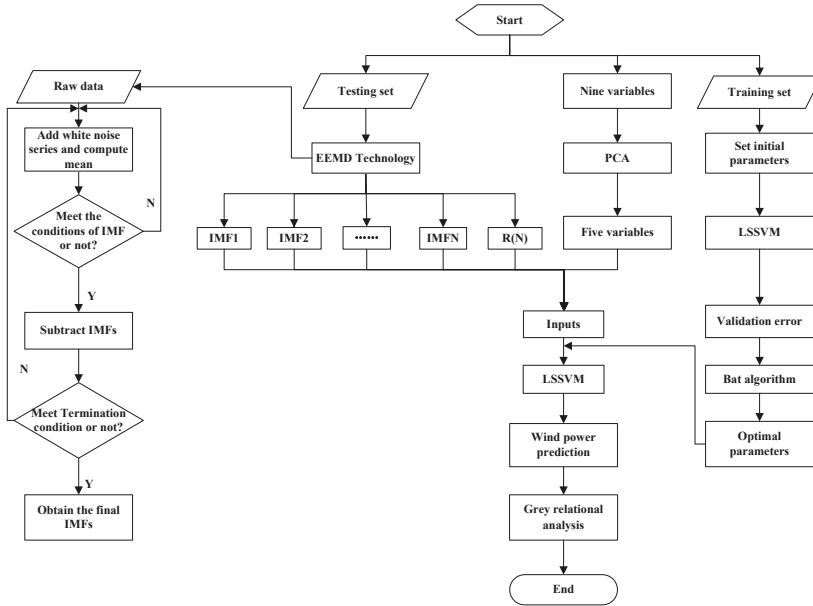 Start
Raw data
Testing set
Nine variables
Training set
Add white noise
series and compute
mean
EEMD Technology
PCA
Set initial
parameters
N
Meet the
conditions of IMF
or not?
IMF1
IMF2
......
IMFN
R(N)
Five variables
LSSVM
Y
Subtract IMFs
Inputs
Validation error
N
LSSVM
Bat algorithm
Meet Termination
condition or not?
Wind power
prediction
Optimal
parameters
Y
Obtain the final
IMFs
Grey relational
analysis
End